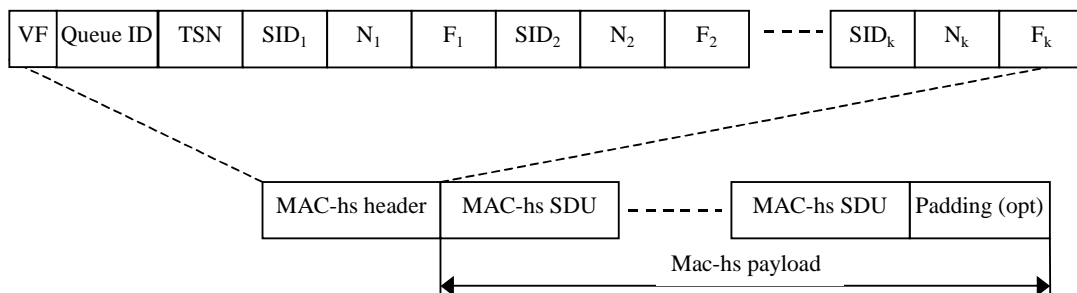 VF Queue ID TSN SID₁ N₁ F₁ SID₂ N₂ F₂ SIDₖ Nₖ Fₖ
MAC-hs header MAC-hs SDU MAC-hs SDU Padding (opt)
Mac-hs payload